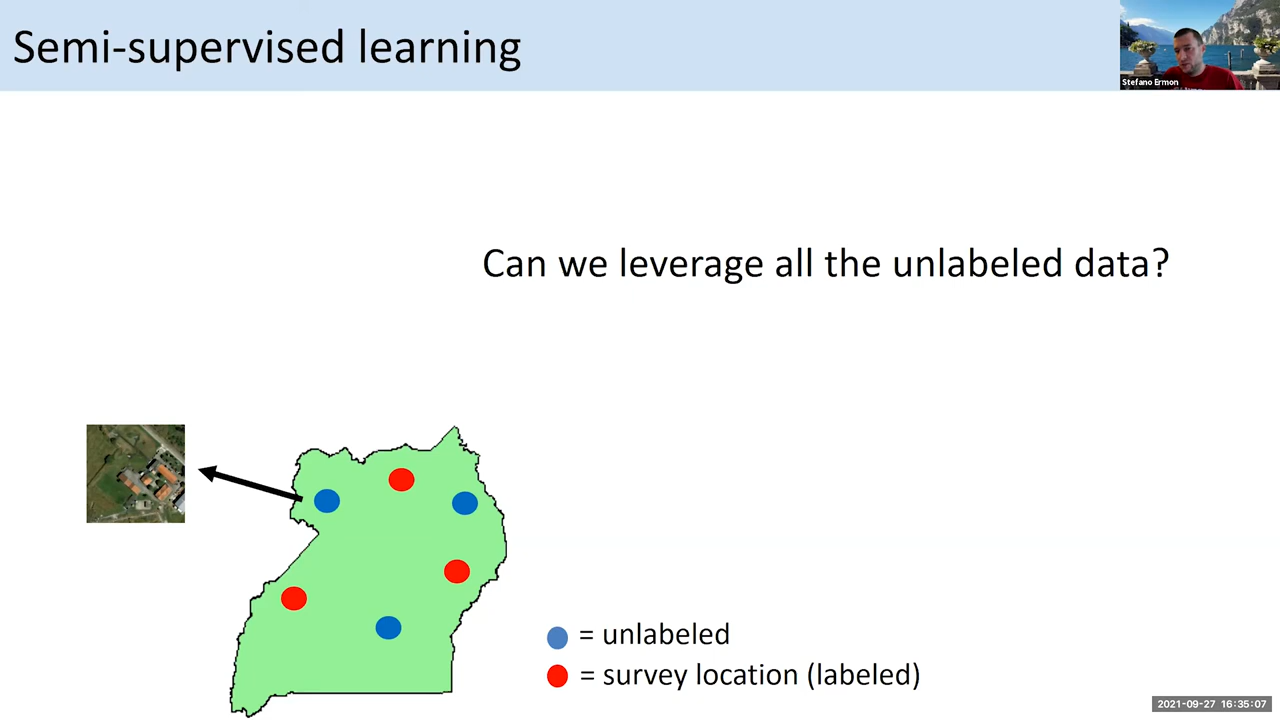 Semi-supervised learning
Stefano Ermon
Can we leverage all the unlabeled data?
= unlabeled
= survey location (labeled)
2021-09-27 16:35:07